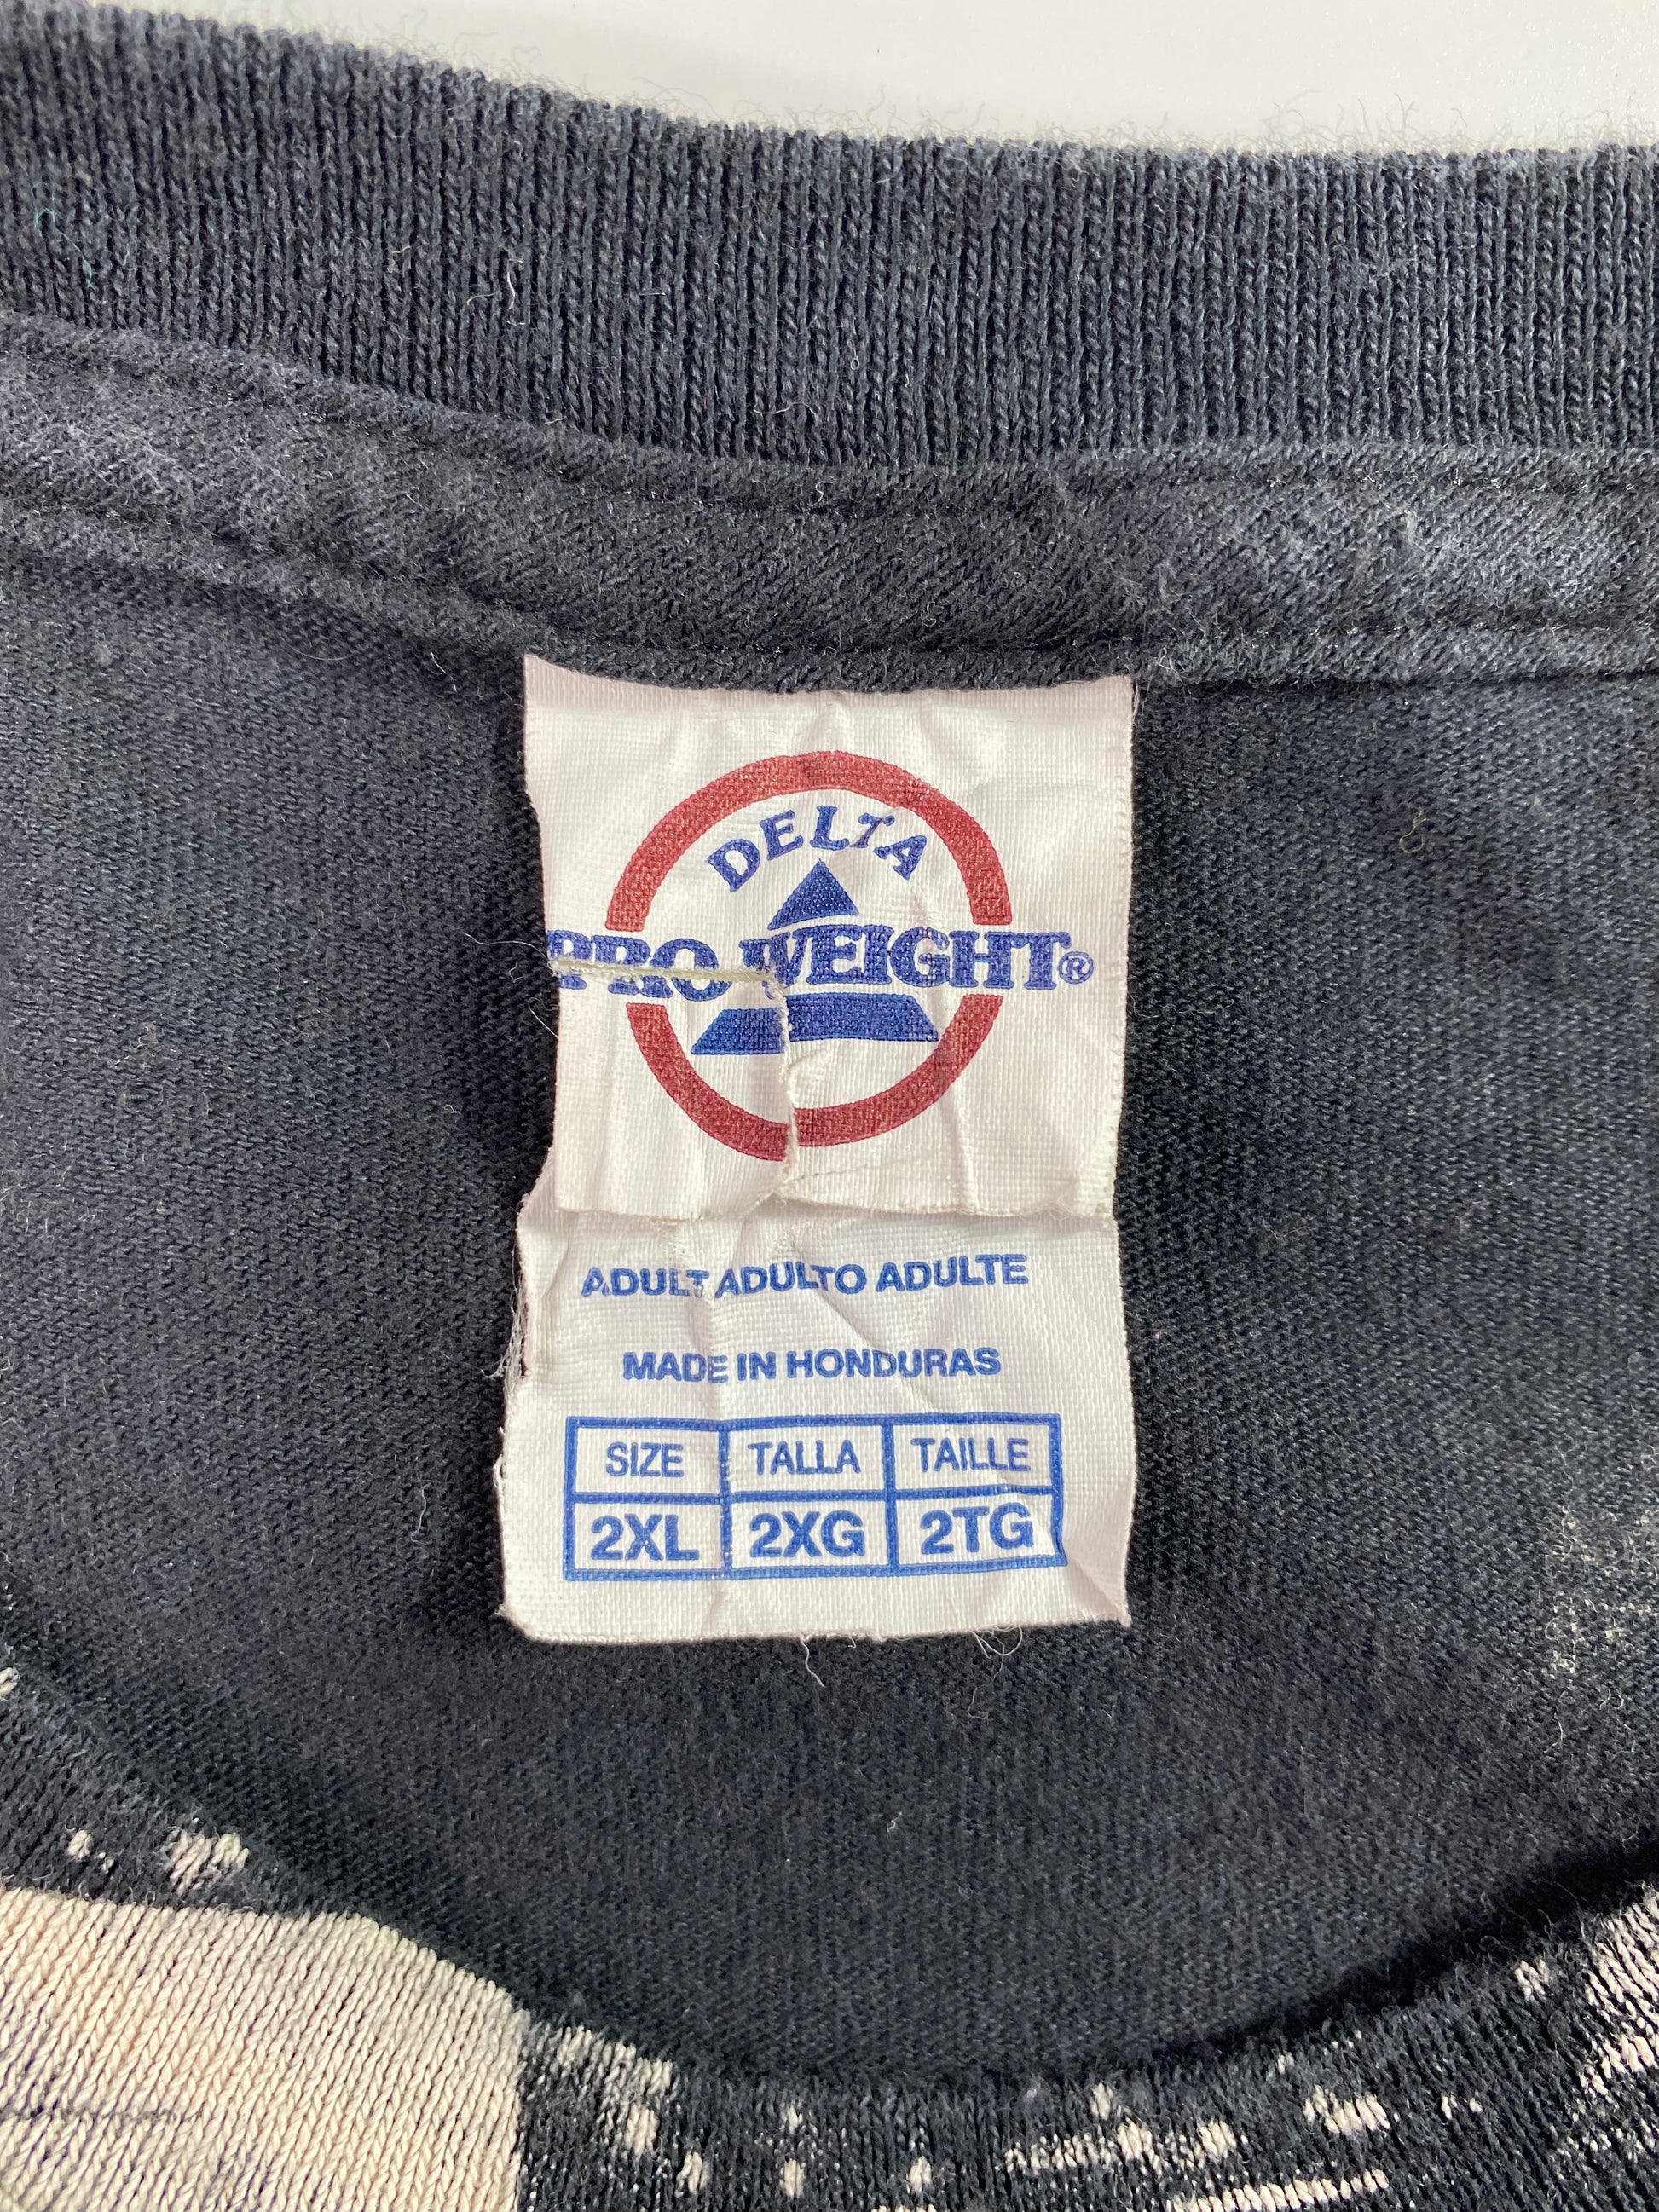 DELTA
PRO WEIGHT®
ADULT ADULTO ADULTE
MADE IN HONDURAS
SIZE TALLA TAILLE
2XL 2XG 2TG